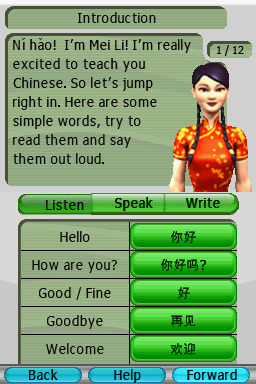 Introduction
Nǐ hǎo!  I'm Mei Li! I'm really
excited to teach you
Chinese. So let's jump
right in. Here are some
simple words, try to
read them and say
them out loud.
1 / 12
Listen Speak Write
Hello 你好
How are you? 你好吗?
Good / Fine 好
Goodbye 再见
Welcome 欢迎
Back Help Forward